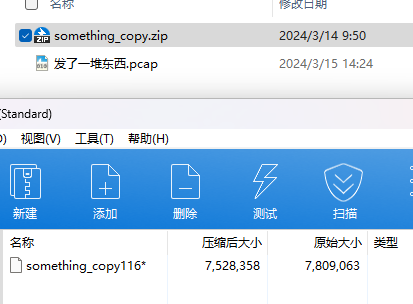 名称 修改日期
something_copy.zip 2024/3/14 9:50
发了一堆东西.pcap 2024/3/15 14:24
(Standard)
视图(V) 工具(T) 帮助(H)
新建 添加 删除 测试 扫描
名称 压缩后大小 原始大小 类型
something_copy116* 7,528,358 7,809,063